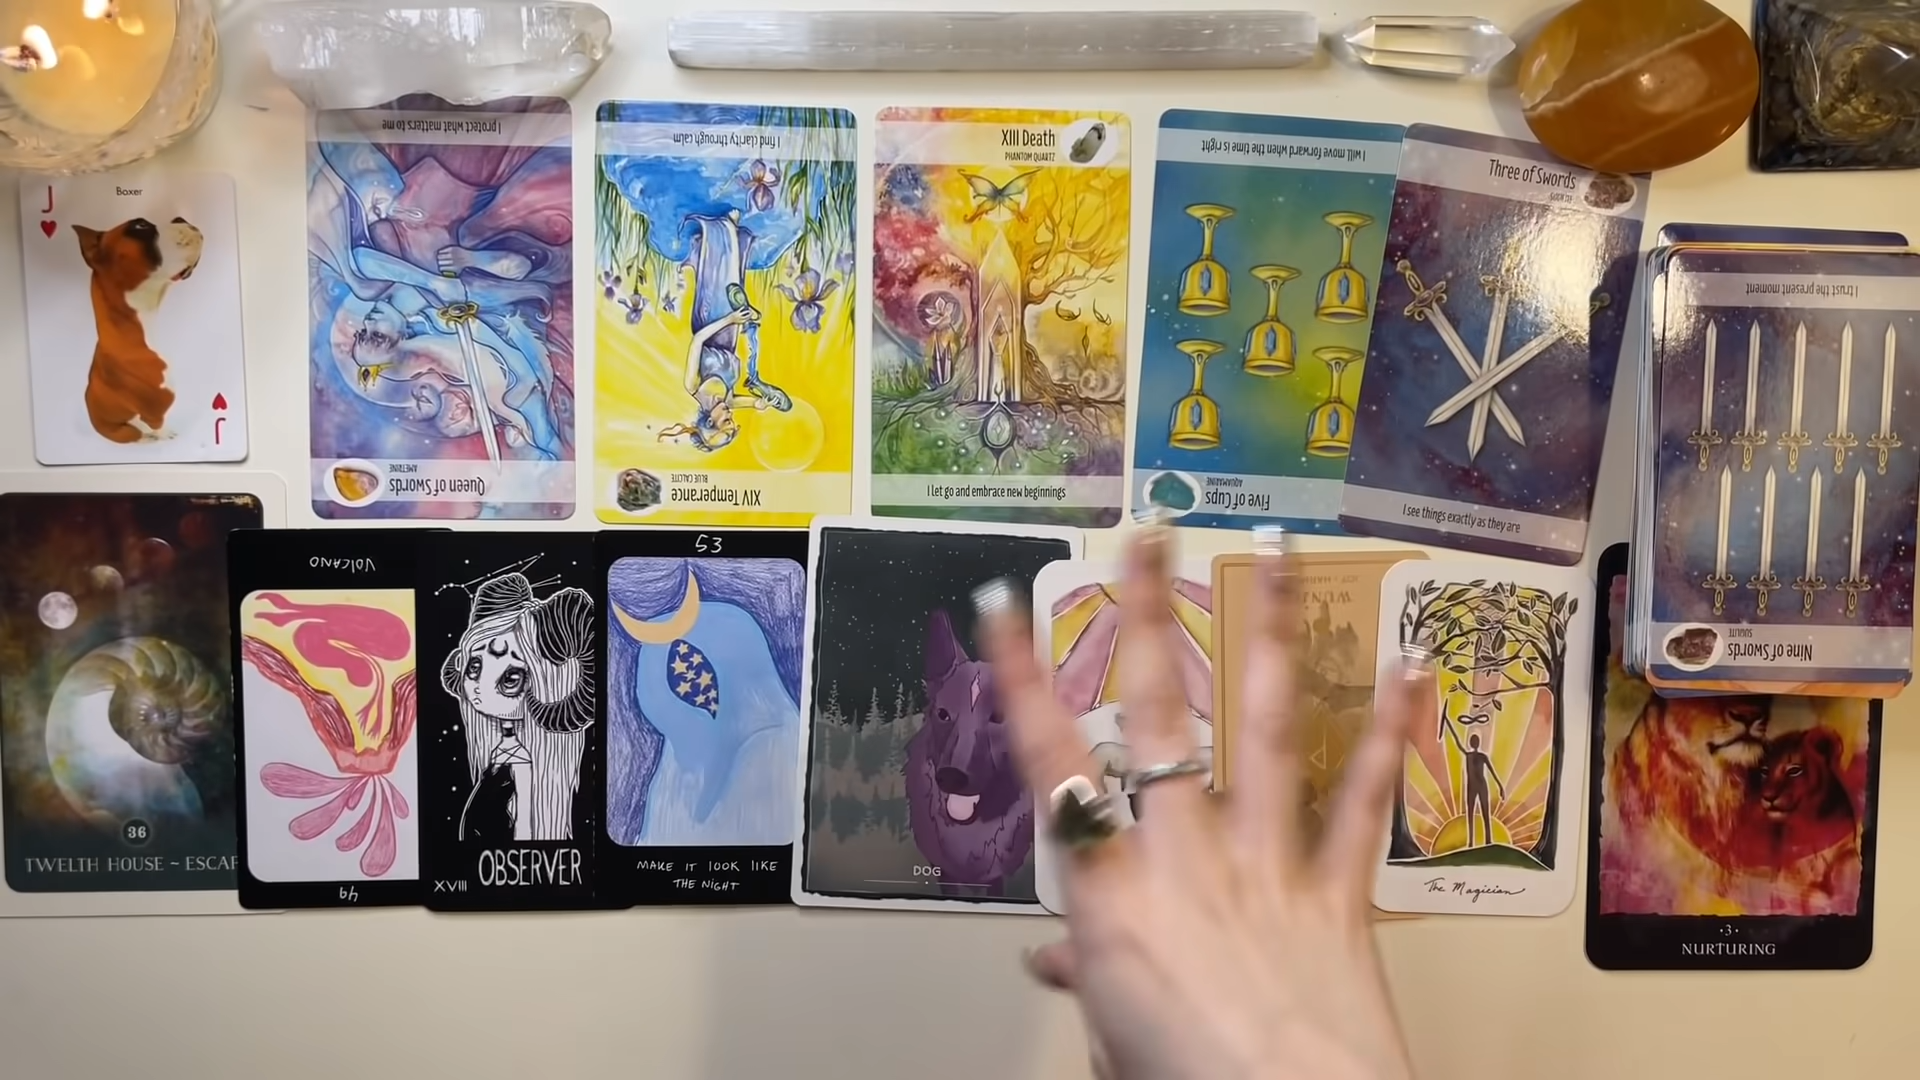 J
Boxer
J
I protect what matters to me
Queen of Swords
AMETRINE
I find clarity through calm
XIV Temperance
BLUE CALCITE
XIII Death
PHANTOM QUARTZ
I let go and embrace new beginnings
I will move forward when the time is right
Five of Cups
AQUAMARINE
Three of Swords
I see things exactly as they are
I trust the present moment
Nine of Swords
SUGILITE
36
TWELTH HOUSE ~ ESCAP
VOLCANO
49
XVIII
OBSERVER
53
MAKE IT LOOK LIKE
THE NIGHT
DOG
The Magician
·3·
NURTURING